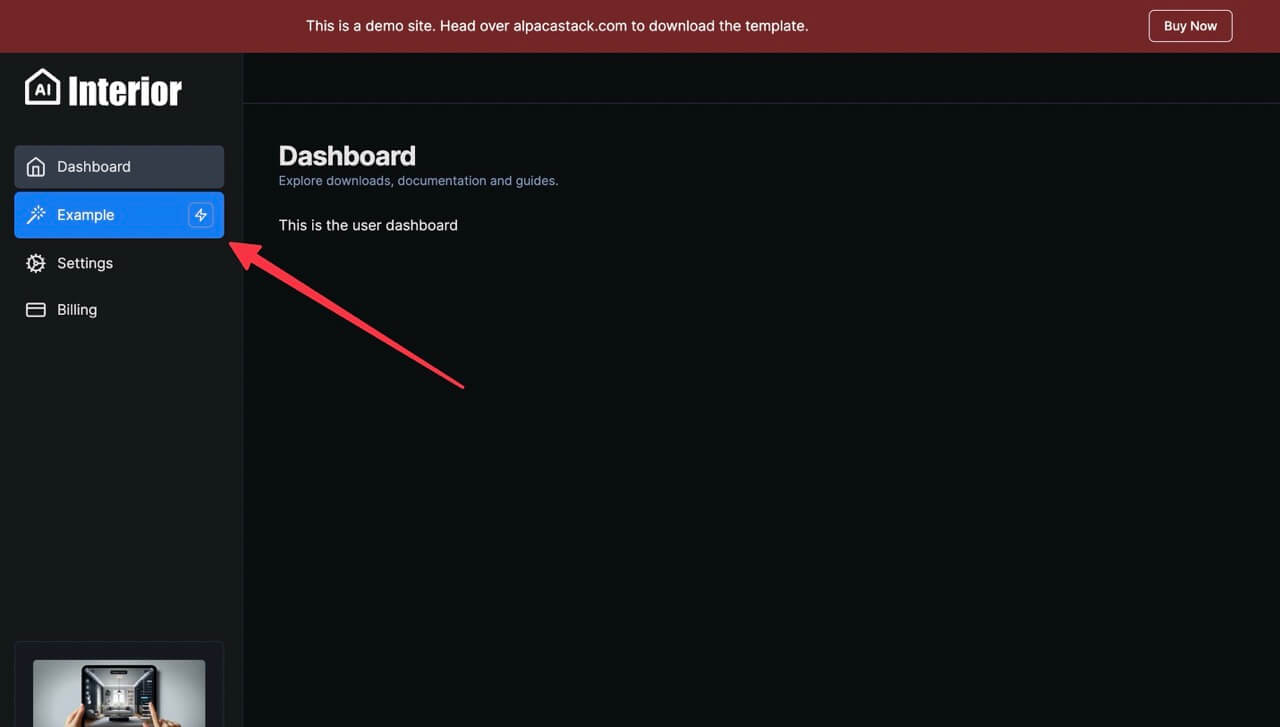 This is a demo site. Head over alpacastack.com to download the template.
Buy Now
AI Interior
Dashboard
Example
Settings
Billing
Dashboard
Explore downloads, documentation and guides.
This is the user dashboard